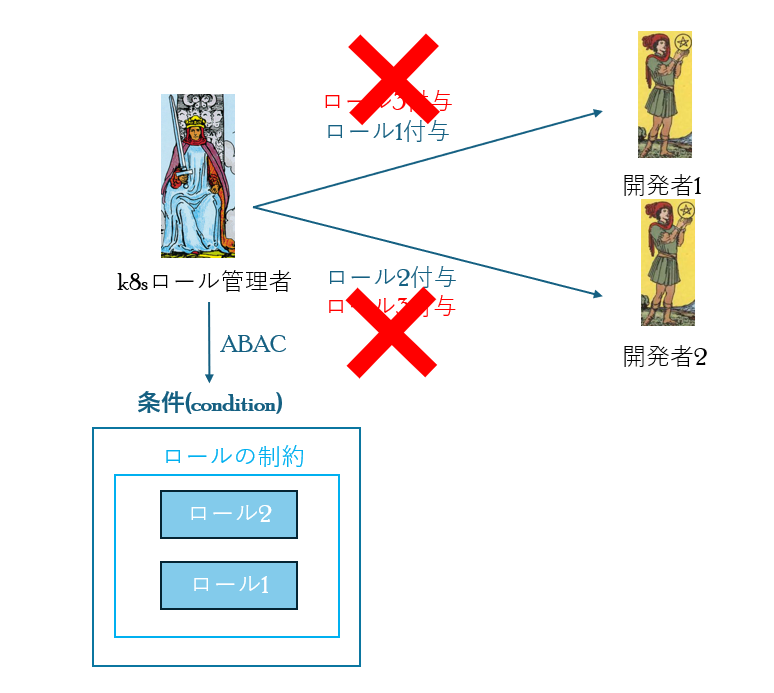 ロール3付与
ロール1付与
開発者1
k8sロール管理者
ロール2付与
ロール3付与
開発者2
ABAC
条件(condition)
ロールの制約
ロール2
ロール1